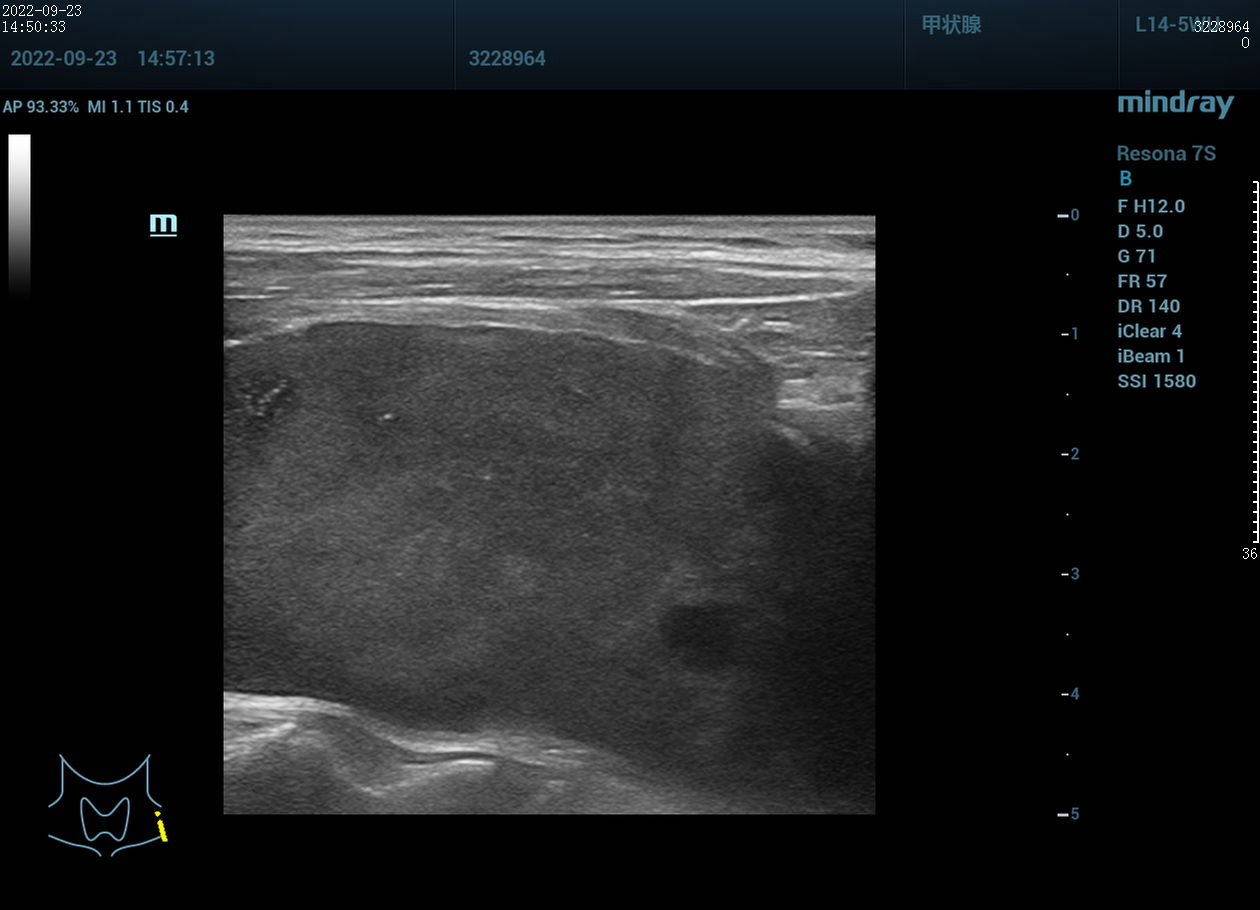 2022-09-23
14:50:33
甲状腺
L14-5WU
3228964
0
2022-09-23 14:57:13
3228964
AP 93.33% MI 1.1 TIS 0.4
mindray
Resona 7S
B
F H12.0
D 5.0
G 71
FR 57
DR 140
iClear 4
iBeam 1
SSI 1580
m
0
1
2
3
4
5
36